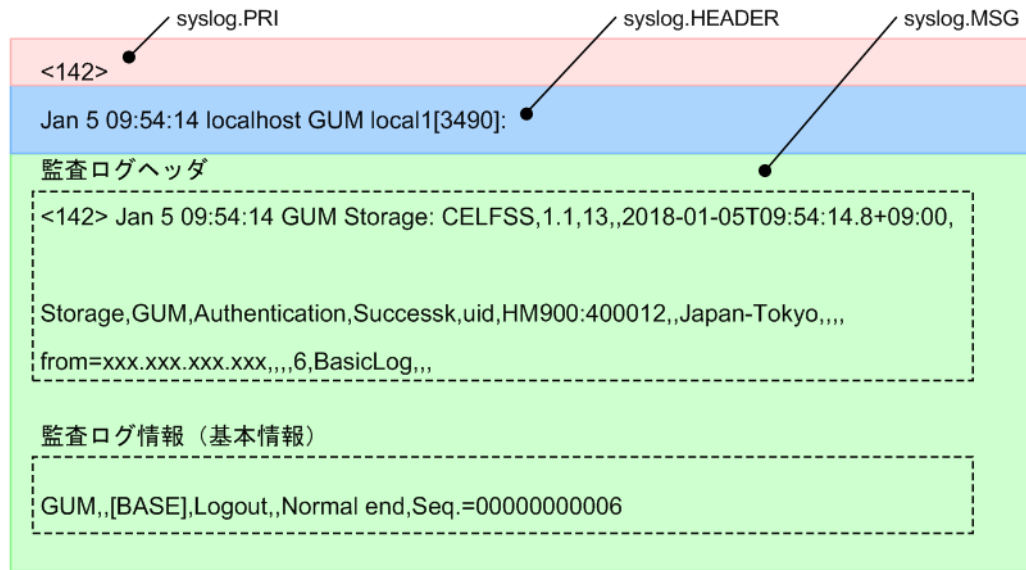 syslog.PRI
syslog.HEADER
syslog.MSG
<142>
Jan 5 09:54:14 localhost GUM local1[3490]:
監査ログヘッダ
<142> Jan 5 09:54:14 GUM Storage: CELFSS,1.1,13,,2018-01-05T09:54:14.8+09:00,
Storage,GUM,Authentication,Successk,uid,HM900:400012,,Japan-Tokyo,,,,
from=xxx.xxx.xxx.xxx,,,,6,BasicLog,,,
監査ログ情報（基本情報）
GUM,,[BASE],Logout,,Normal end,Seq.=00000000006